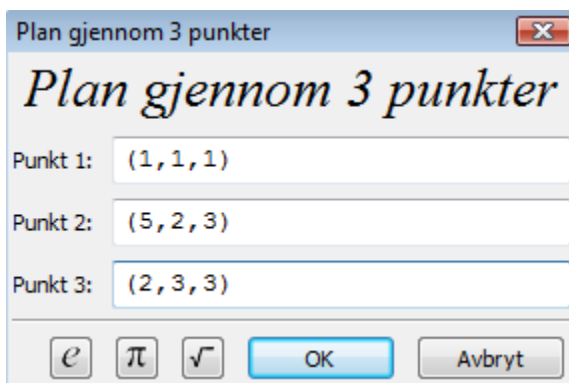 Plan gjennom 3 punkter
Plan gjennom 3 punkter
Punkt 1: (1,1,1)
Punkt 2: (5,2,3)
Punkt 3: (2,3,3)
e π √ OK Avbryt